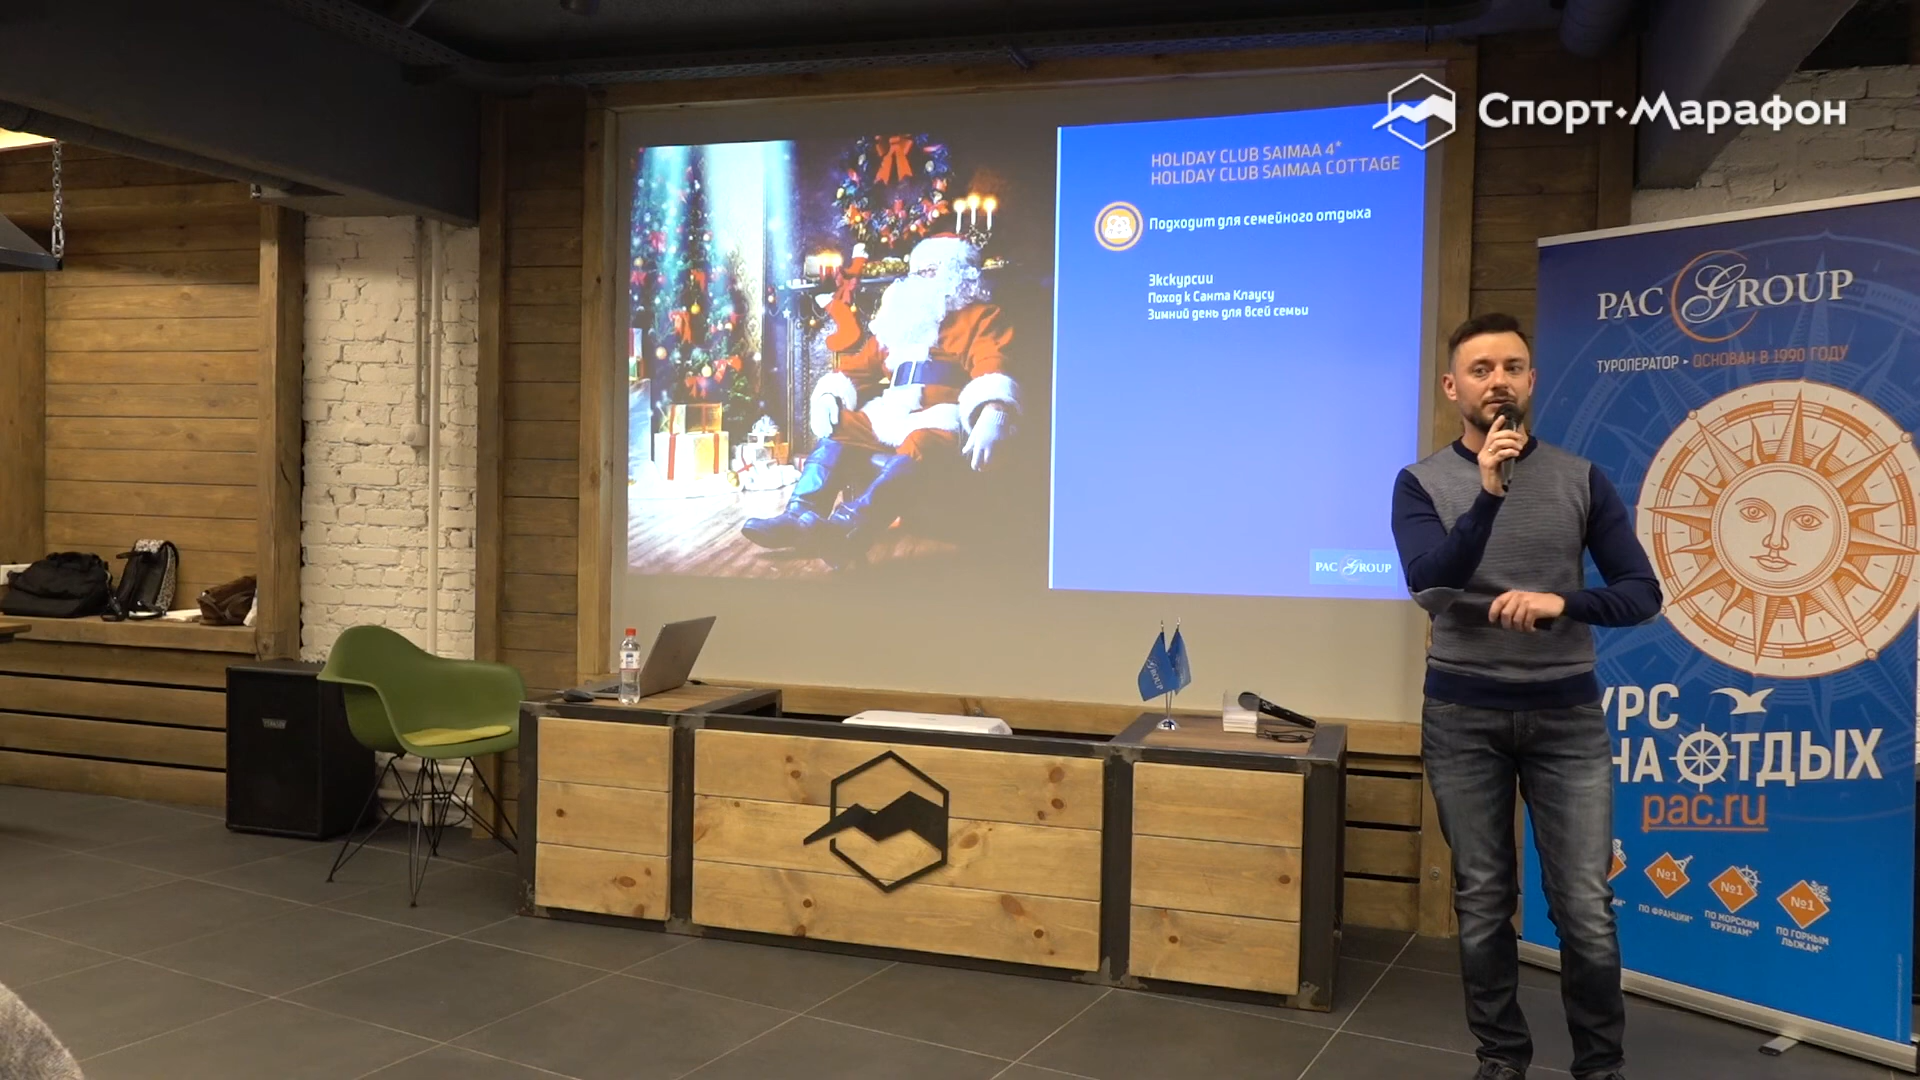 Спорт-Марафон
HOLIDAY CLUB SAIMAA 4*
HOLIDAY CLUB SAIMAA COTTAGE
Подходит для семейного отдыха
Экскурсии
Поход к Санта Клаусу
Зимний день для всей семьи
PAC GROUP
PAC GROUP
ТУРОПЕРАТОР ▸ ОСНОВАН В 1990 ГОДУ
УРС
НА ОТДЫХ
pac.ru
№1
ПО ФРАНЦИИ*
№1
ПО МОРСКИМ
КРУИЗАМ*
№1
ПО ГОРНЫМ
ЛЫЖАМ*
GROUP